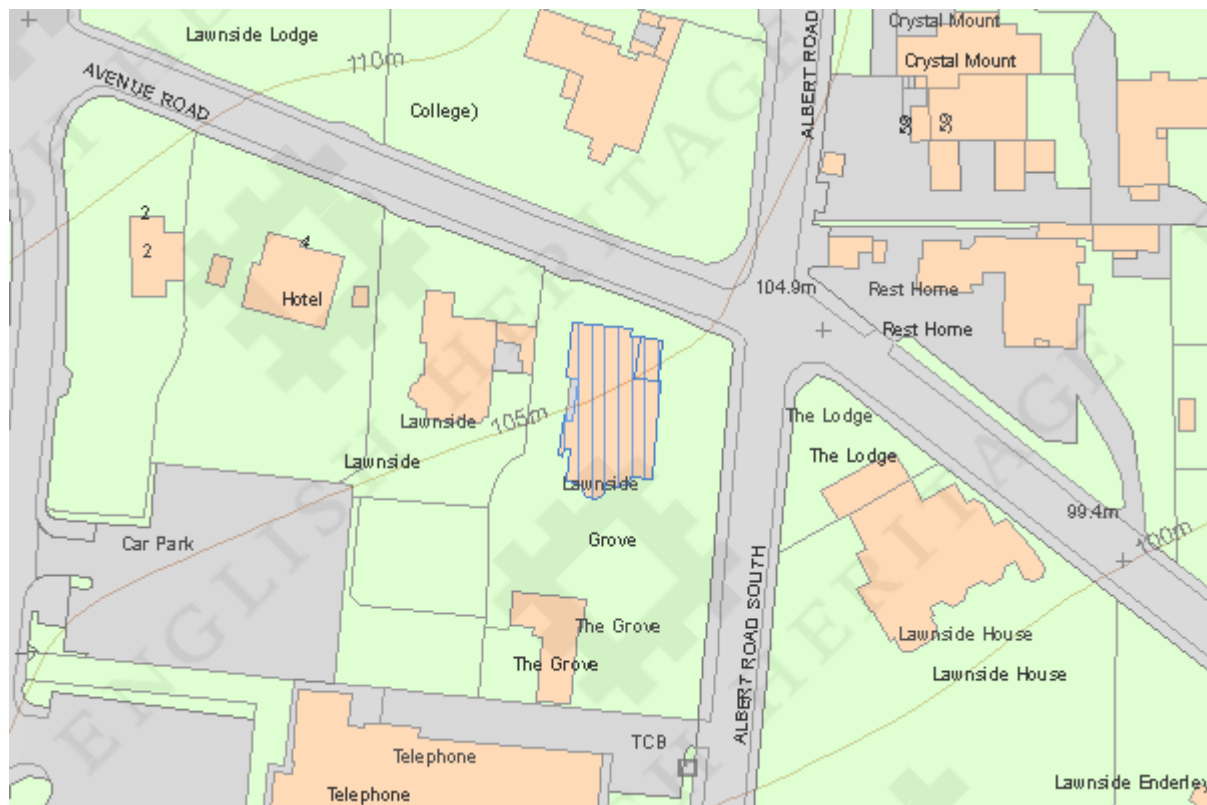 Crystal Mount
Lawnside Lodge
ALBERT ROAD
110m
Crystal Mount
AVENUE ROAD
College)
59
59
2
4
2
104.9m
Rest Home
Hotel
Rest Home
105m
Lawnside
The Lodge
Lawnside
The Lodge
Lawnside
99.4m
100m
Car Park
Grove
The Grove
Lawnside House
The Grove
ALBERT ROAD SOUTH
Lawnside House
TCB
Telephone
Lawnside Enderley
Telephone
ENGLISH HERITAGE
ENGLISH HERITAGE